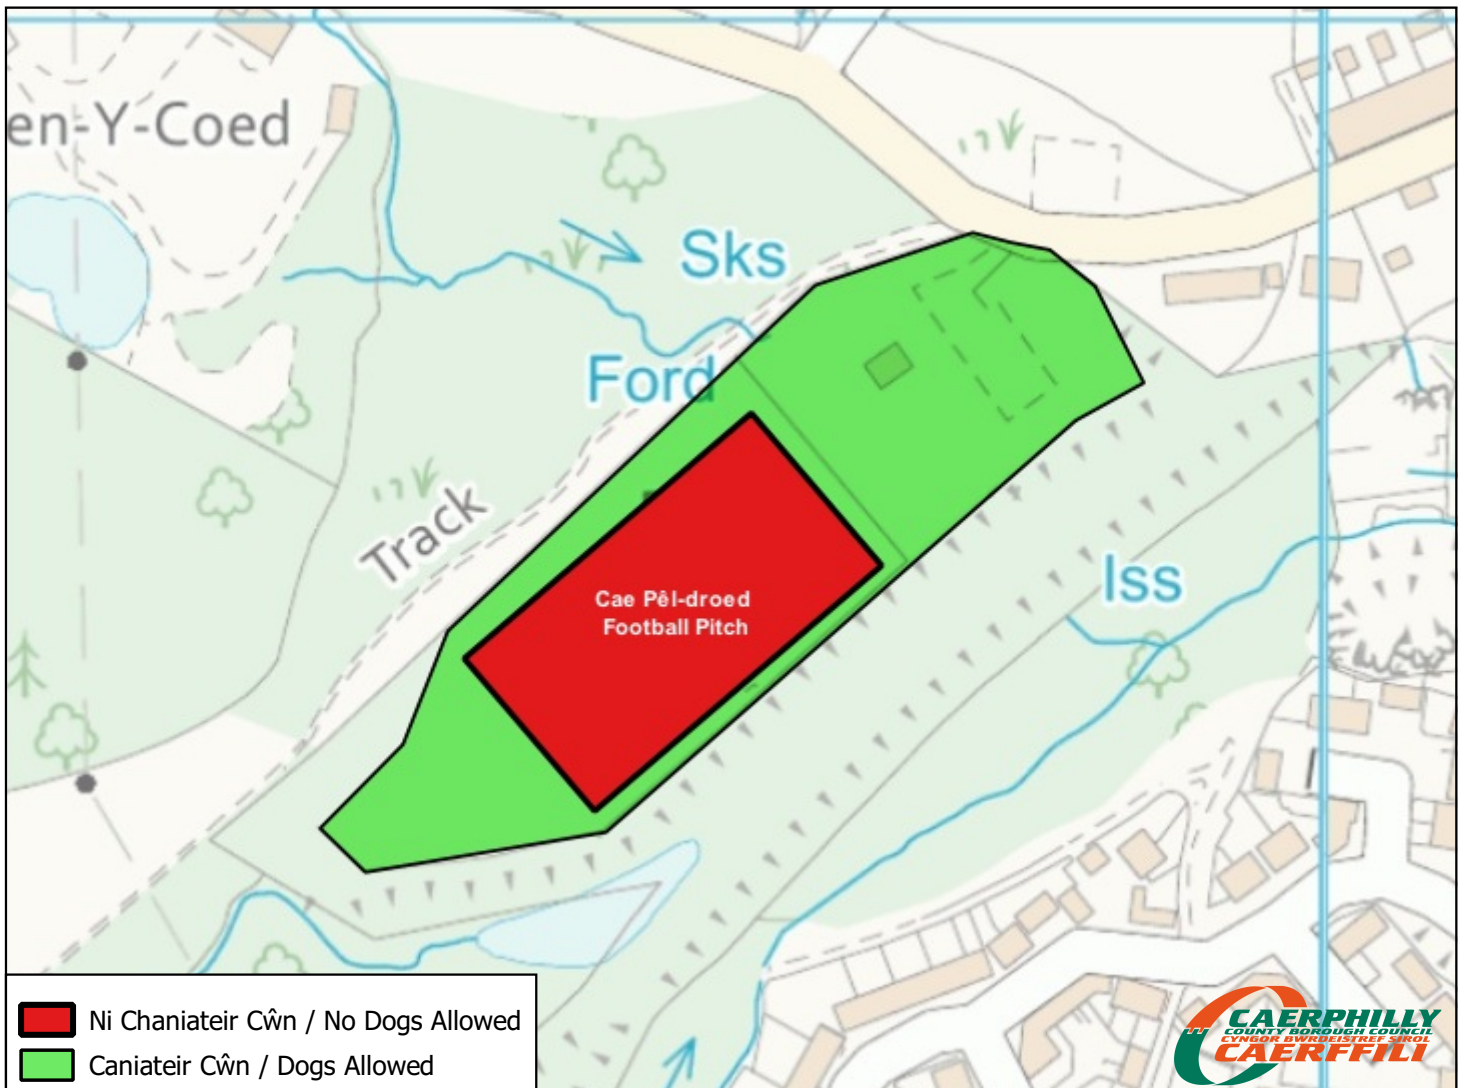 en-Y-Coed
Sks
Ford
Track
Iss
Cae Pêl-droed
Football Pitch
Ni Chaniateir Cŵn / No Dogs Allowed
Caniateir Cŵn / Dogs Allowed
CAERPHILLY
COUNTY BOROUGH COUNCIL
CYNGOR BWRDEISTREF SIROL
CAERFFILI